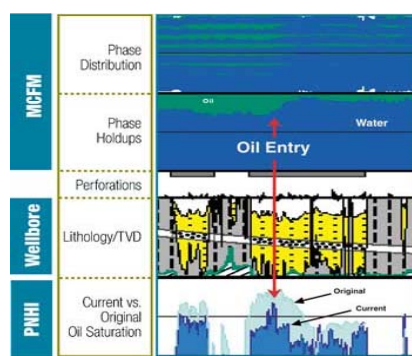 MCFM
Phase
Distribution
Phase
Holdups
Oil
Water
Oil Entry
Perforations
Wellbore
Lithology/TVD
PNHI
Current vs.
Original
Oil Saturation
Original
Current